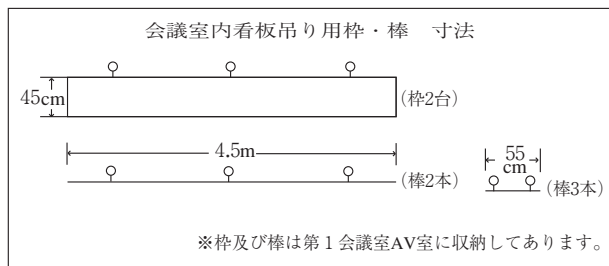 会議室内看板吊り用枠・棒　寸法
45cm
(枠2台)
4.5m
(棒2本)
55
cm
(棒3本)
※枠及び棒は第1会議室AV室に収納してあります。